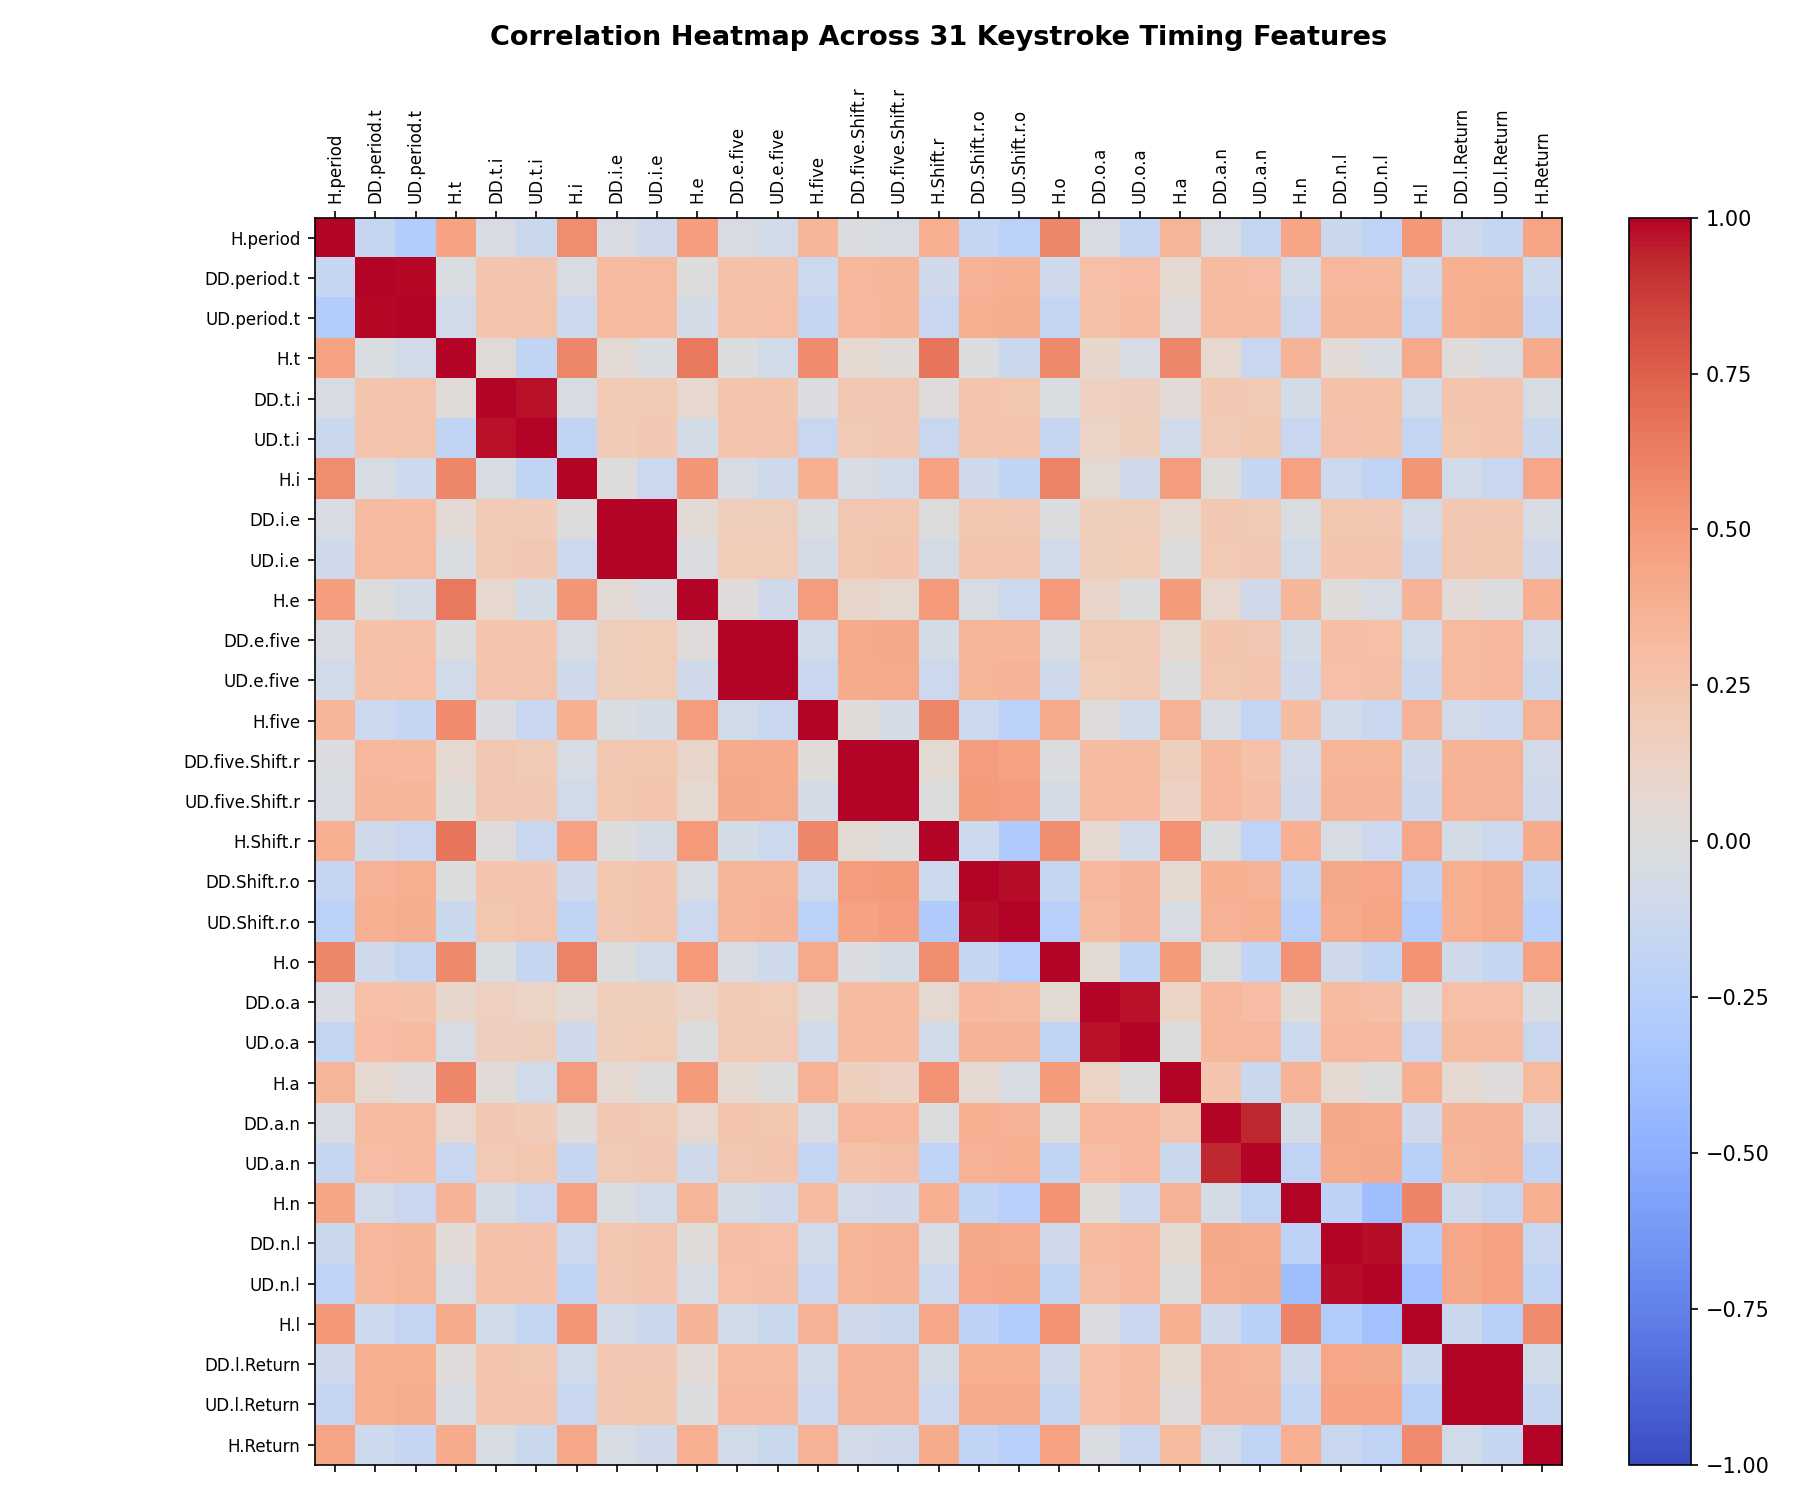 Correlation Heatmap Across 31 Keystroke Timing Features
H.period
DD.period.t
UD.period.t
H.t
DD.t.i
UD.t.i
H.i
DD.i.e
UD.i.e
H.e
DD.e.five
UD.e.five
H.five
DD.five.Shift.r
UD.five.Shift.r
H.Shift.r
DD.Shift.r.o
UD.Shift.r.o
H.o
DD.o.a
UD.o.a
H.a
DD.a.n
UD.a.n
H.n
DD.n.l
UD.n.l
H.l
DD.l.Return
UD.l.Return
H.Return
H.period
DD.period.t
UD.period.t
H.t
DD.t.i
UD.t.i
H.i
DD.i.e
UD.i.e
H.e
DD.e.five
UD.e.five
H.five
DD.five.Shift.r
UD.five.Shift.r
H.Shift.r
DD.Shift.r.o
UD.Shift.r.o
H.o
DD.o.a
UD.o.a
H.a
DD.a.n
UD.a.n
H.n
DD.n.l
UD.n.l
H.l
DD.l.Return
UD.l.Return
H.Return
1.00
0.75
0.50
0.25
0.00
−0.25
−0.50
−0.75
−1.00